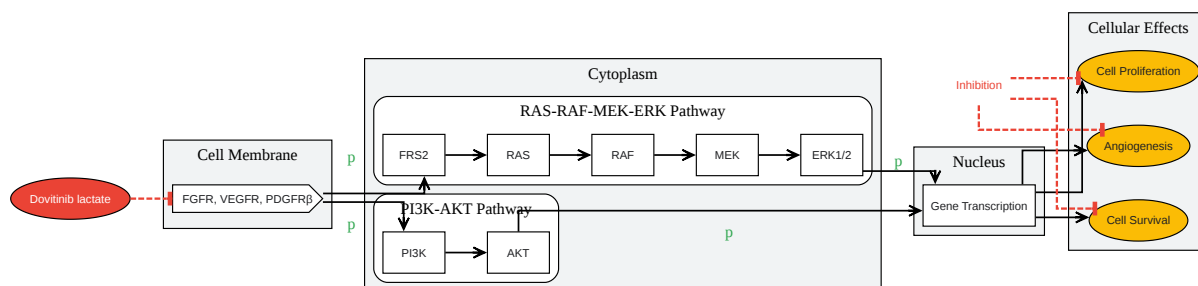 Cellular Effects
Cytoplasm
Cell Proliferation
Inhibition
RAS-RAF-MEK-ERK Pathway
Cell Membrane
p
FRS2
RAS
RAF
MEK
ERK1/2
p
Nucleus
Angiogenesis
Dovitinib lactate
FGFR, VEGFR, PDGFRβ
PI3K-AKT Pathway
Gene Transcription
p
p
Cell Survival
PI3K
AKT